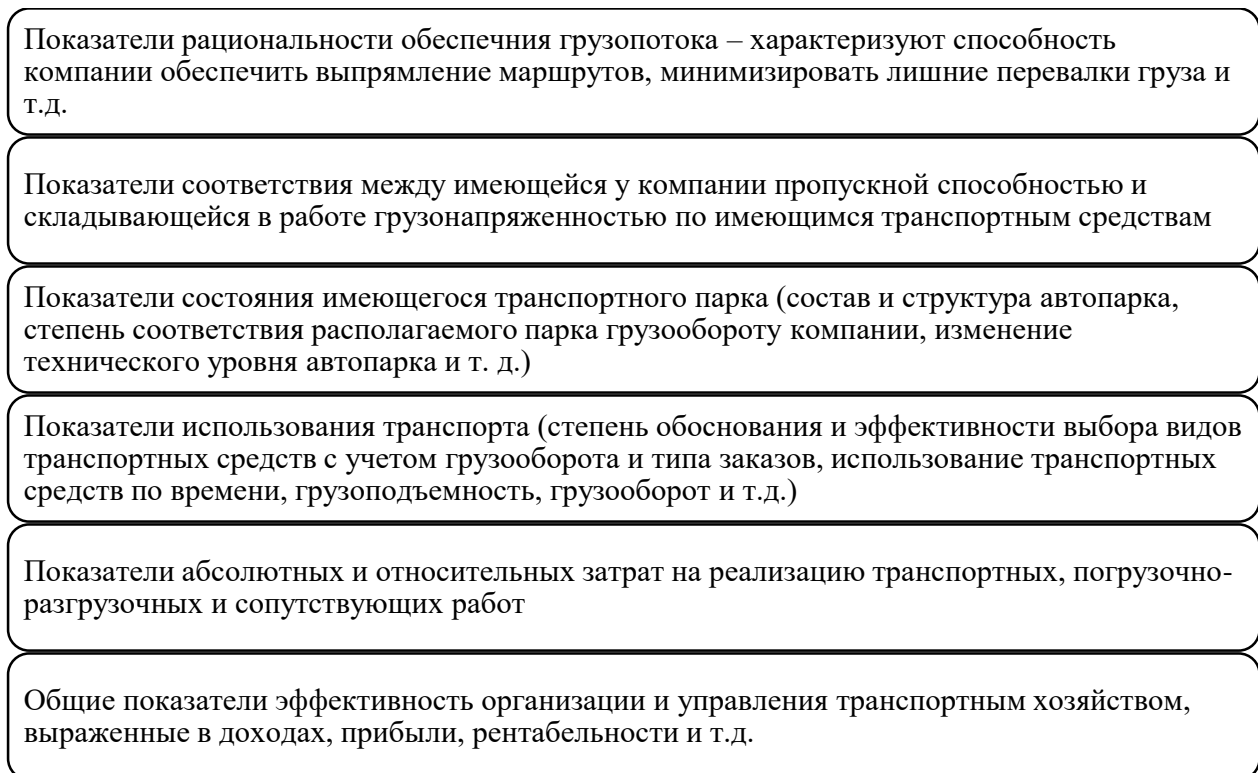 Показатели рациональности обеспечния грузопотока – характеризуют способность
компании обеспечить выпрямление маршрутов, минимизировать лишние перевалки груза и
т.д.
Показатели соответствия между имеющейся у компании пропускной способностью и
складывающейся в работе грузонапряженностью по имеющимся транспортным средствам
Показатели состояния имеющегося транспортного парка (состав и структура автопарка,
степень соответствия располагаемого парка грузообороту компании, изменение
технического уровня автопарка и т. д.)
Показатели использования транспорта (степень обоснования и эффективности выбора видов
транспортных средств с учетом грузооборота и типа заказов, использование транспортных
средств по времени, грузоподъемность, грузооборот и т.д.)
Показатели абсолютных и относительных затрат на реализацию транспортных, погрузочно-
разгрузочных и сопутствующих работ
Общие показатели эффективность организации и управления транспортным хозяйством,
выраженные в доходах, прибыли, рентабельности и т.д.